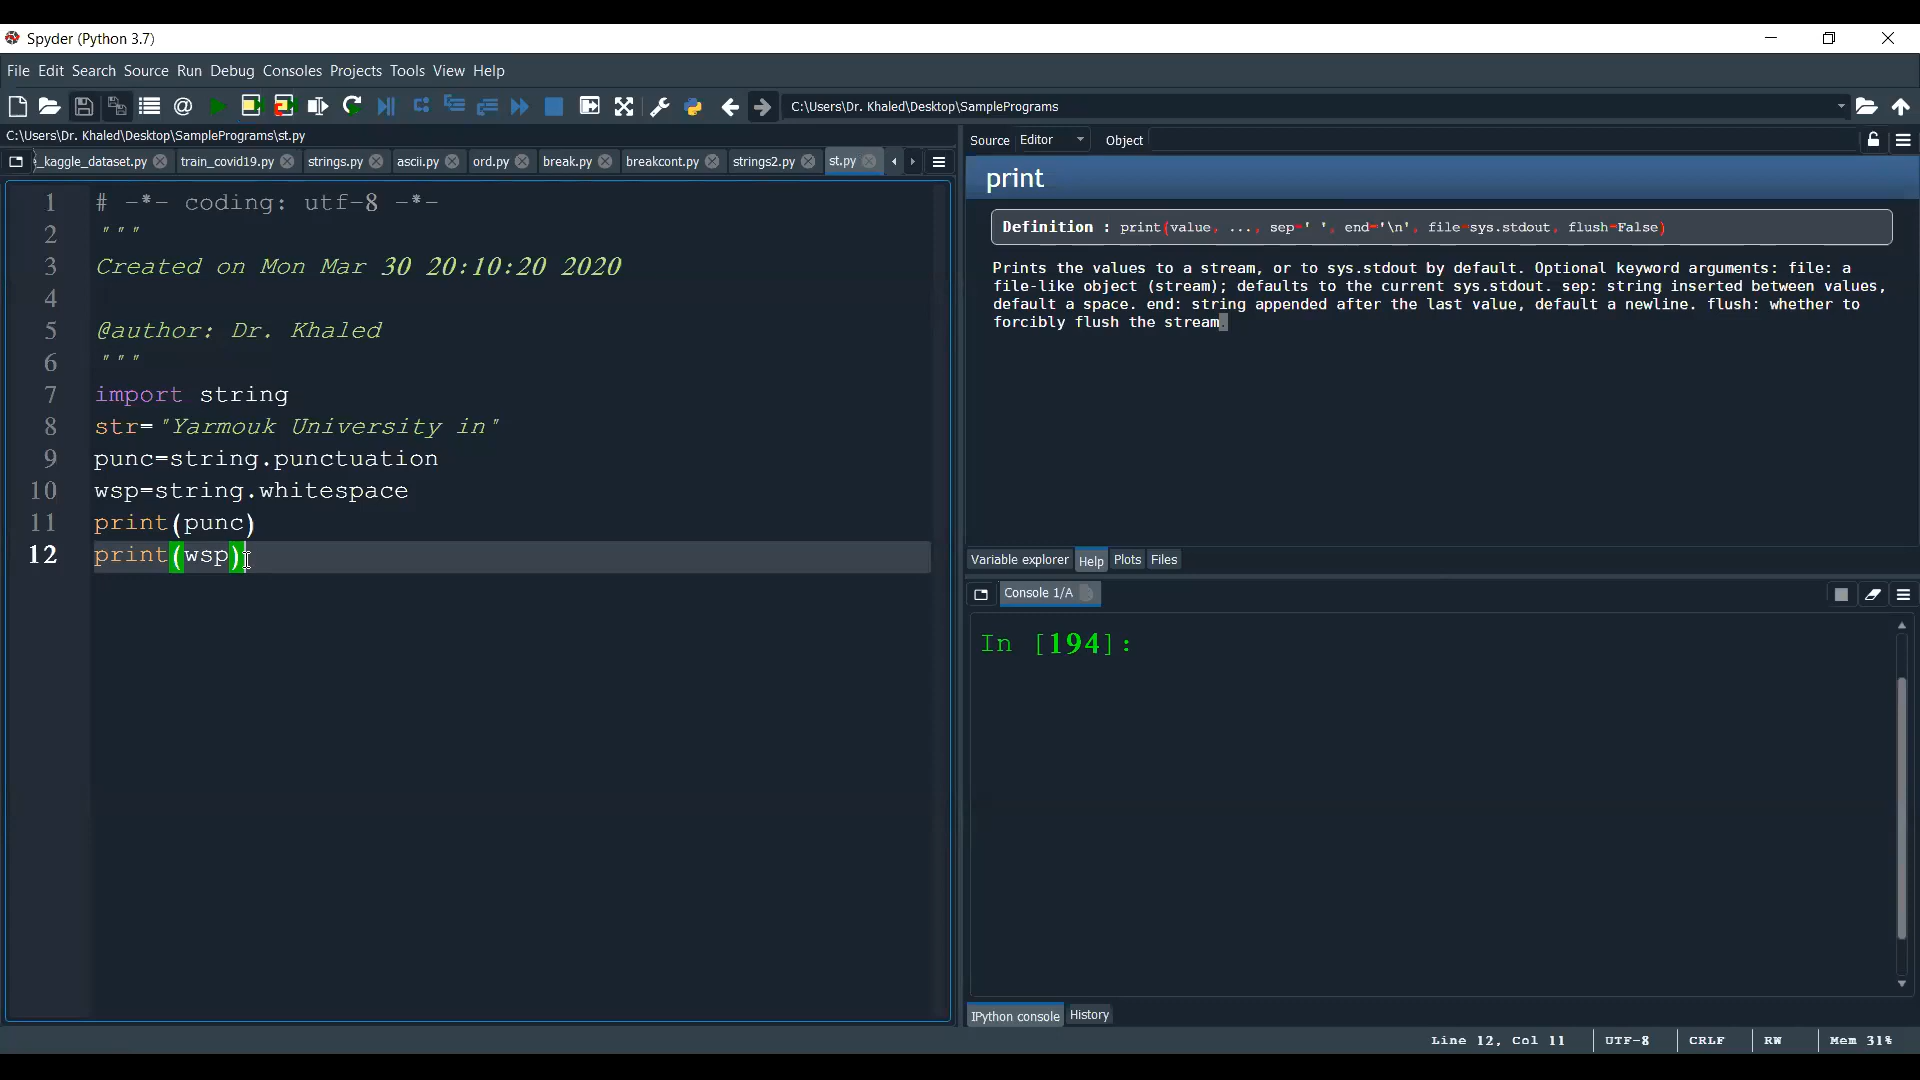 Spyder (Python 3.7)
File Edit Search Source Run Debug Consoles Projects Tools View Help
C:\Users\Dr. Khaled\Desktop\SamplePrograms
C:\Users\Dr. Khaled\Desktop\SamplePrograms\st.py
_kaggle_dataset.py train_covid19.py strings.py ascii.py ord.py break.py breakcont.py strings2.py st.py
1 # -*- coding: utf-8 -*-
2 """
3 Created on Mon Mar 30 20:10:20 2020
4
5 @author: Dr. Khaled
6 """
7 import string
8 str="Yarmouk University in"
9 punc=string.punctuation
10 wsp=string.whitespace
11 print(punc)
12 print(wsp)
Source Editor Object
print
Definition : print(value, ..., sep=' ', end='\n', file=sys.stdout, flush=False)
Prints the values to a stream, or to sys.stdout by default. Optional keyword arguments: file: a
file-like object (stream); defaults to the current sys.stdout. sep: string inserted between values,
default a space. end: string appended after the last value, default a newline. flush: whether to
forcibly flush the stream.
Variable explorer Help Plots Files
Console 1/A
In [194]:
IPython console History
Line 12, Col 11 UTF-8 CRLF RW Mem 31%